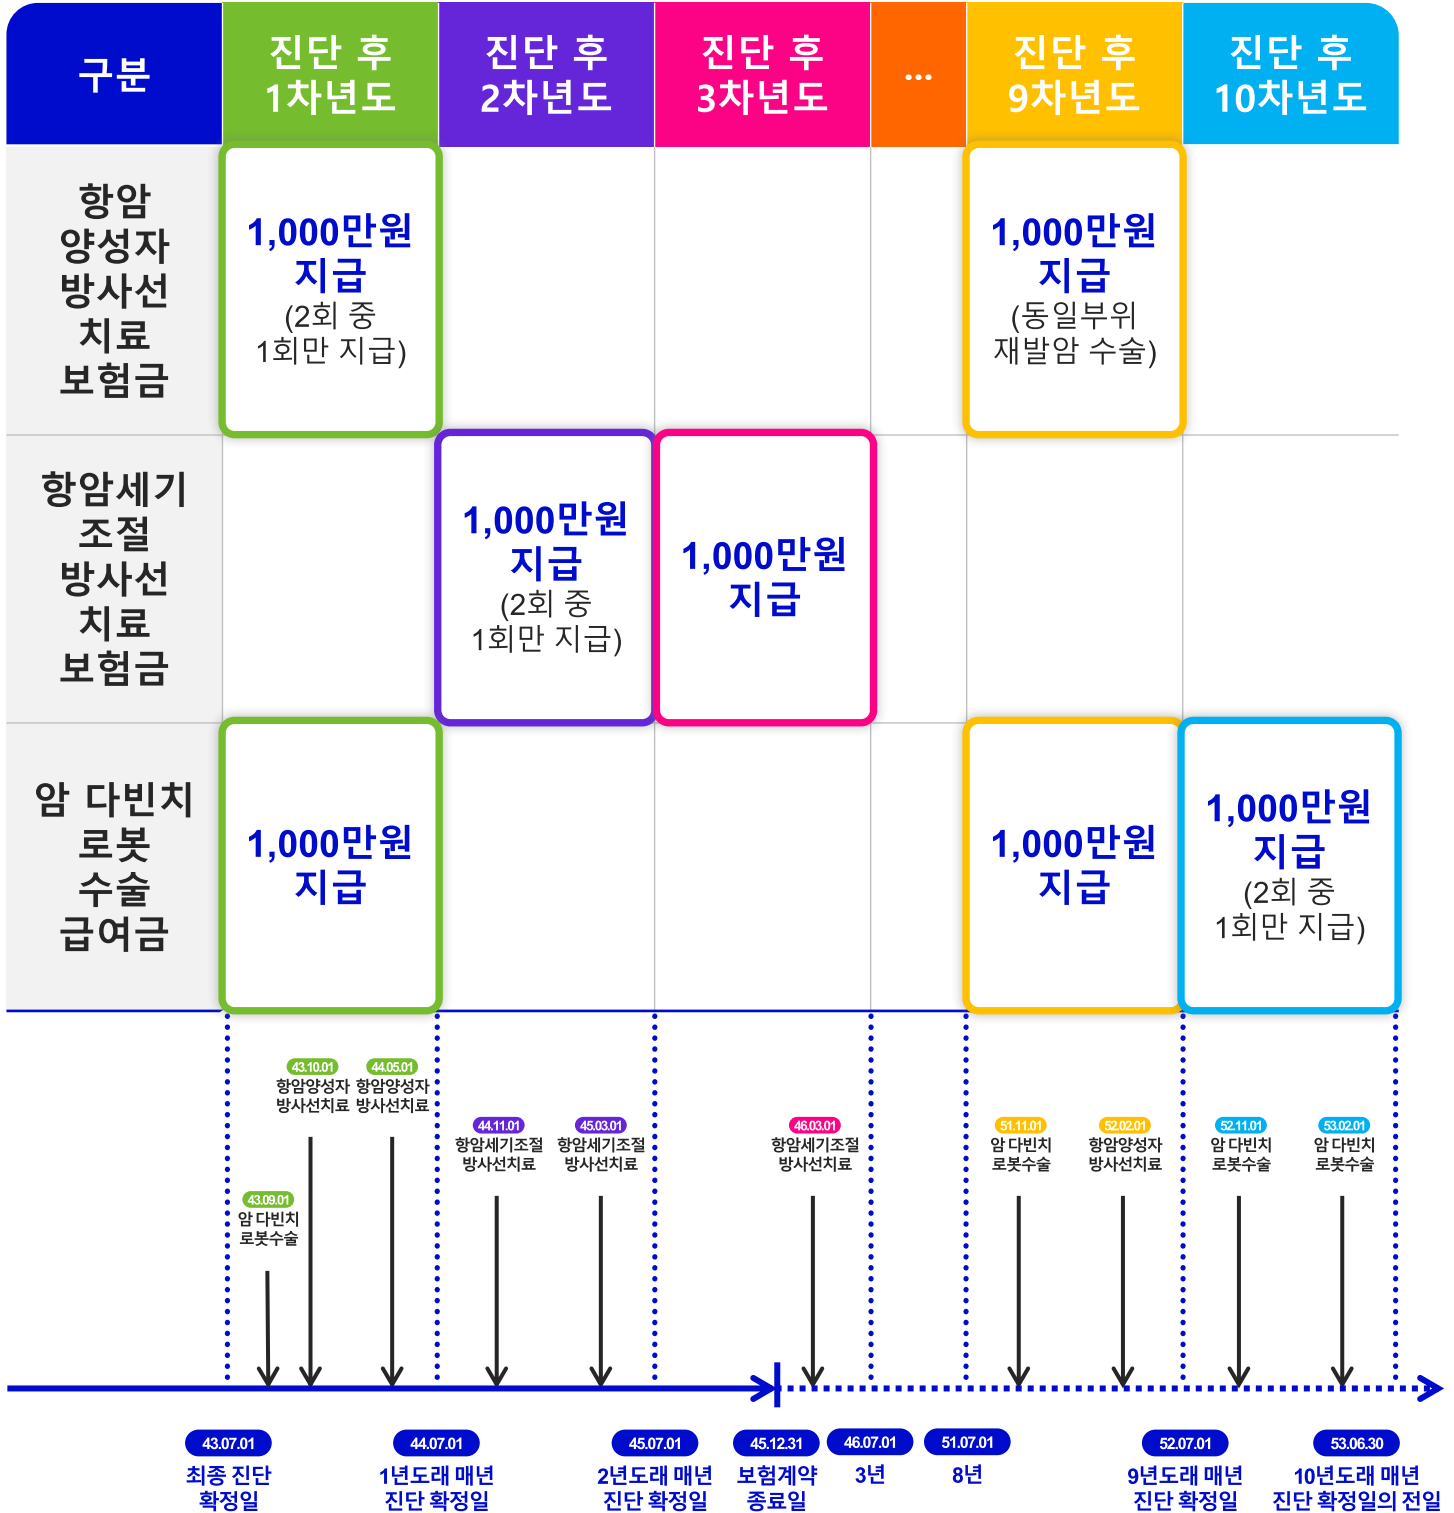 구분
진단 후
1차년도
진단 후
2차년도
진단 후
3차년도
...
진단 후
9차년도
진단 후
10차년도
항암
양성자
방사선
치료
보험금
1,000만원
지급
(2회 중
1회만 지급)
1,000만원
지급
(동일부위
재발암 수술)
항암세기
조절
방사선
치료
보험금
1,000만원
지급
(2회 중
1회만 지급)
1,000만원
지급
암 다빈치
로봇
수술
급여금
1,000만원
지급
1,000만원
지급
1,000만원
지급
(2회 중
1회만 지급)
43.09.01
암 다빈치
로봇수술
43.10.01
항암양성자
방사선치료
44.05.01
항암양성자
방사선치료
44.11.01
항암세기조절
방사선치료
45.03.01
항암세기조절
방사선치료
46.03.01
항암세기조절
방사선치료
51.11.01
암 다빈치
로봇수술
52.02.01
항암양성자
방사선치료
52.11.01
암 다빈치
로봇수술
53.02.01
암 다빈치
로봇수술
43.07.01
최종 진단
확정일
44.07.01
1년도래 매년
진단 확정일
45.07.01
2년도래 매년
진단 확정일
45.12.31
보험계약
종료일
46.07.01
3년
51.07.01
8년
52.07.01
9년도래 매년
진단 확정일
53.06.30
10년도래 매년
진단 확정일의 전일